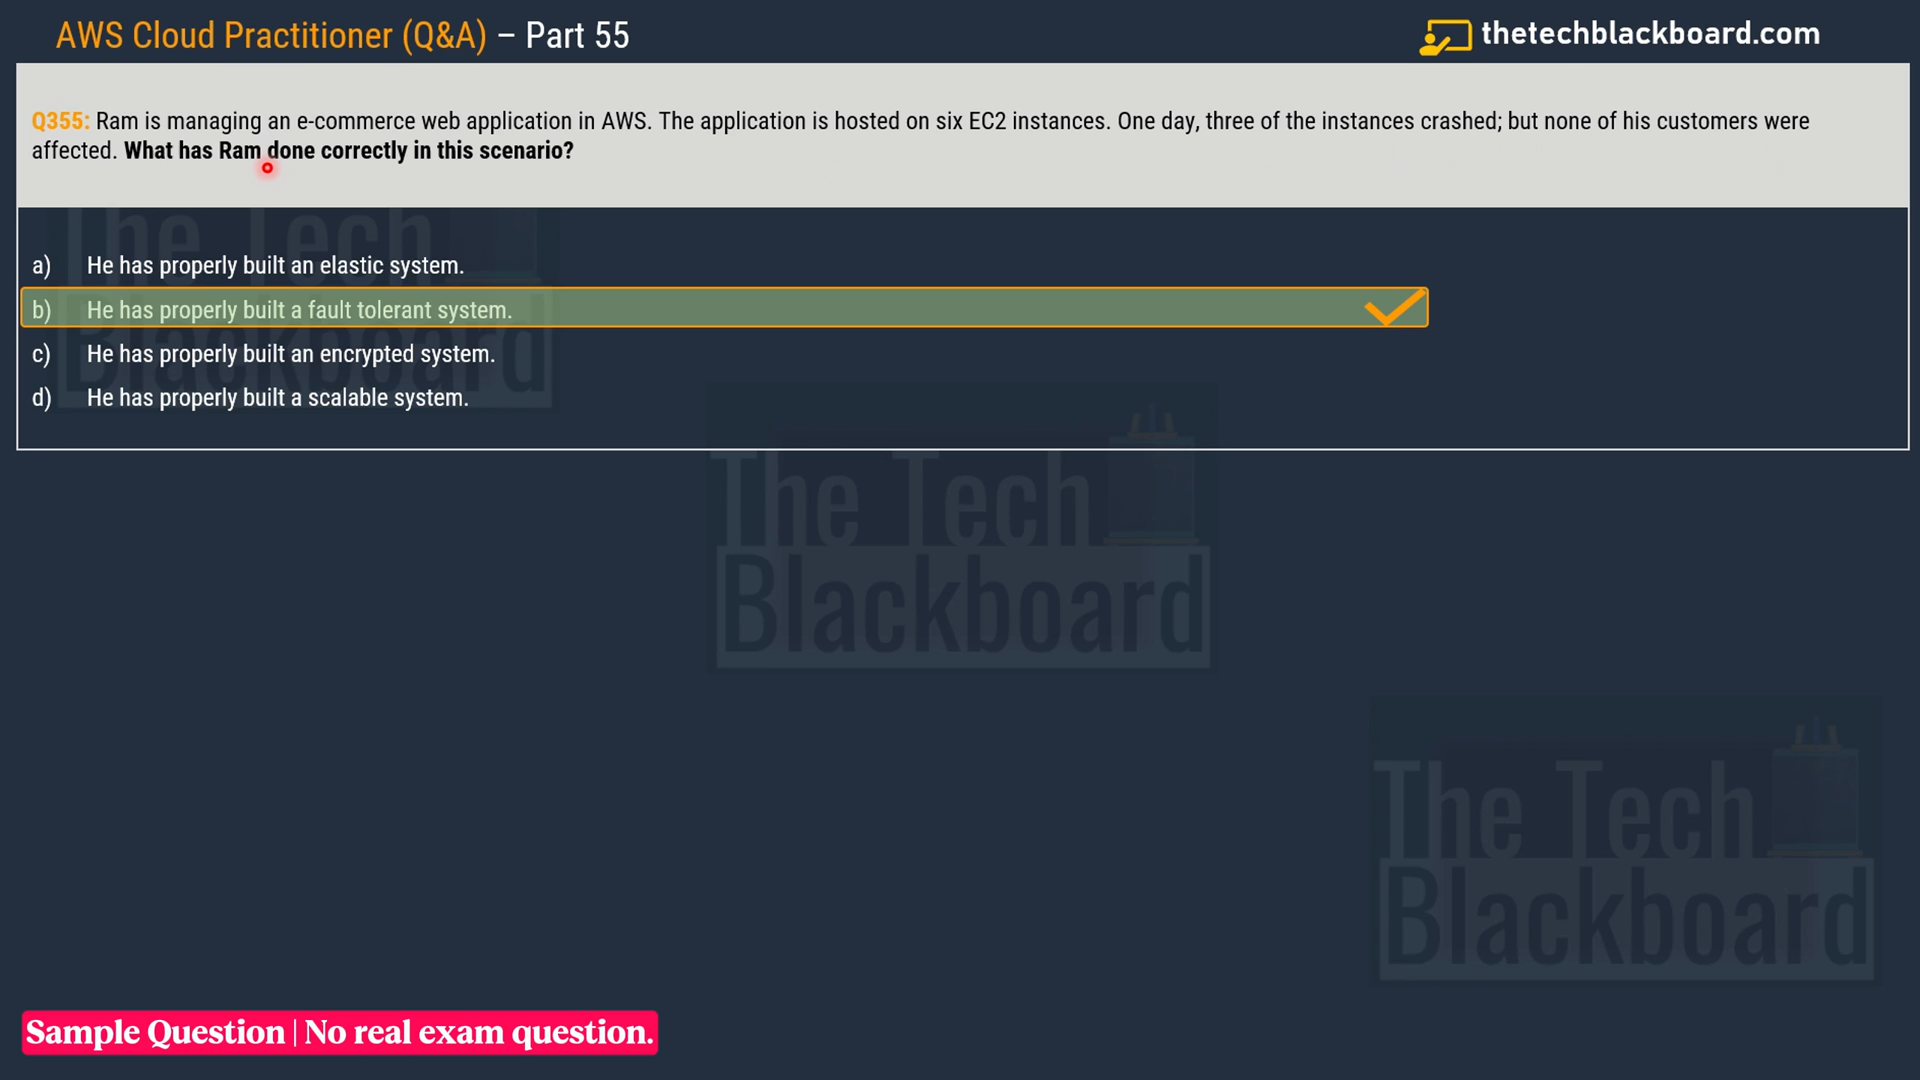 AWS Cloud Practitioner (Q&A) – Part 55
thetechblackboard.com
Q355: Ram is managing an e-commerce web application in AWS. The application is hosted on six EC2 instances. One day, three of the instances crashed; but none of his customers were
affected. What has Ram done correctly in this scenario?
a) He has properly built an elastic system.
b) He has properly built a fault tolerant system.
c) He has properly built an encrypted system.
d) He has properly built a scalable system.
The Tech
Blackboard
The Tech
Blackboard
The Tech
Blackboard
Sample Question | No real exam question.